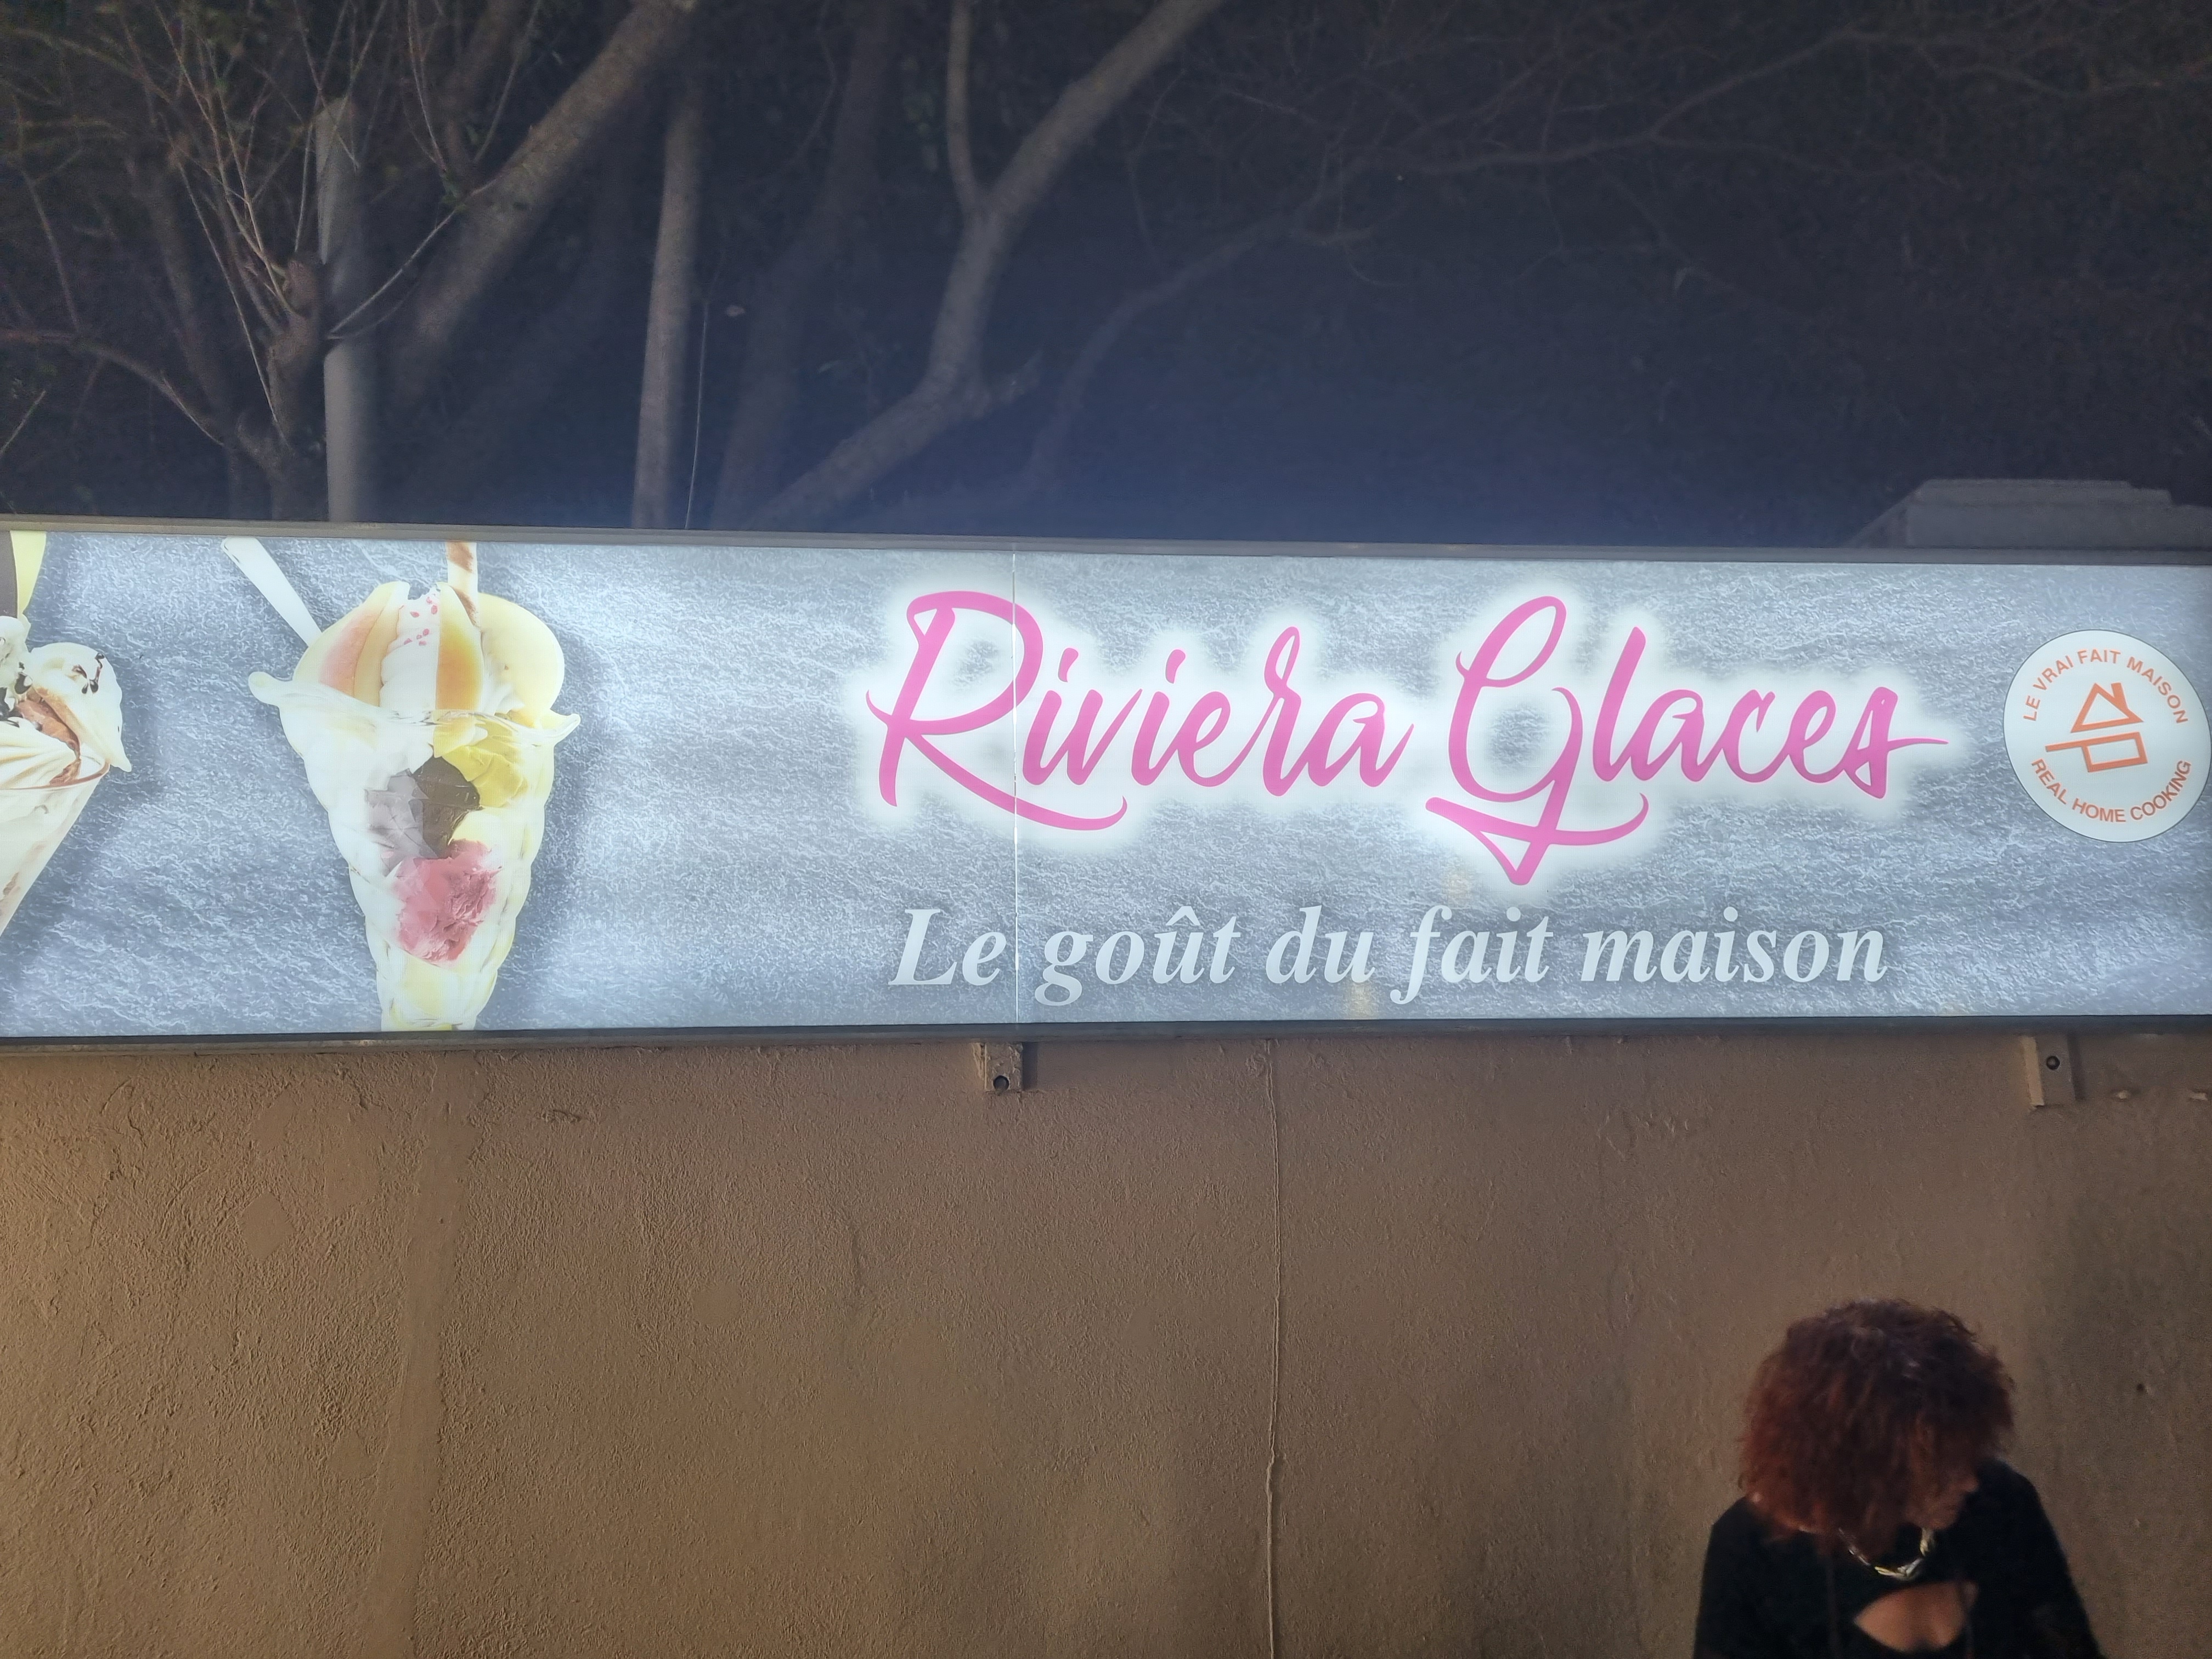 Riviera Glaces
Le goût du fait maison
LE VRAI FAIT MAISON
REAL HOME COOKING